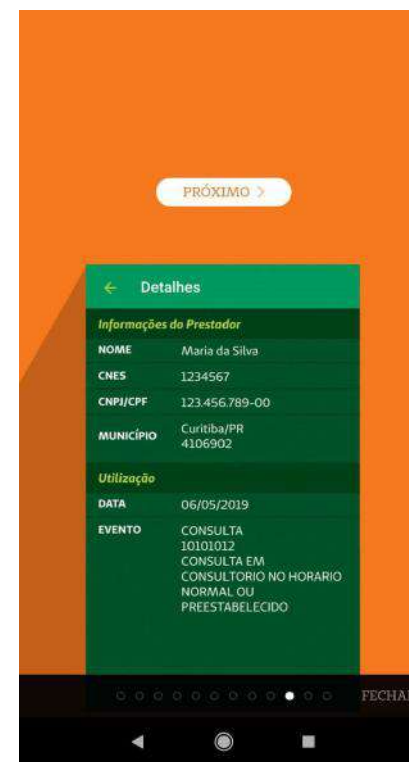 PRÓXIMO >
Detalhes
Informações do Prestador
NOME Maria da Silva
CNES 1234567
CNPJ/CPF 123.456.789-00
MUNICÍPIO Curitiba/PR
4106902
Utilização
DATA 06/05/2019
EVENTO CONSULTA
10101012
CONSULTA EM
CONSULTORIO NO HORARIO
NORMAL OU
PREESTABELECIDO